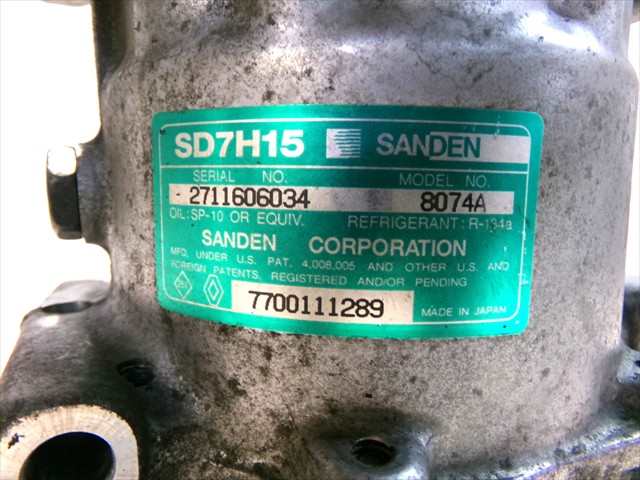 SD7H15 SANDEN
SERIAL NO. MODEL NO.
2711606034 8074A
OIL:SP-10 OR EQUIV. REFRIGERANT:R-134a
SANDEN CORPORATION
MFD. UNDER U.S. PAT. 4,008,005 AND OTHER U.S. AND
FOREIGN PATENTS, REGISTERED AND/OR PENDING
7700111289 MADE IN JAPAN